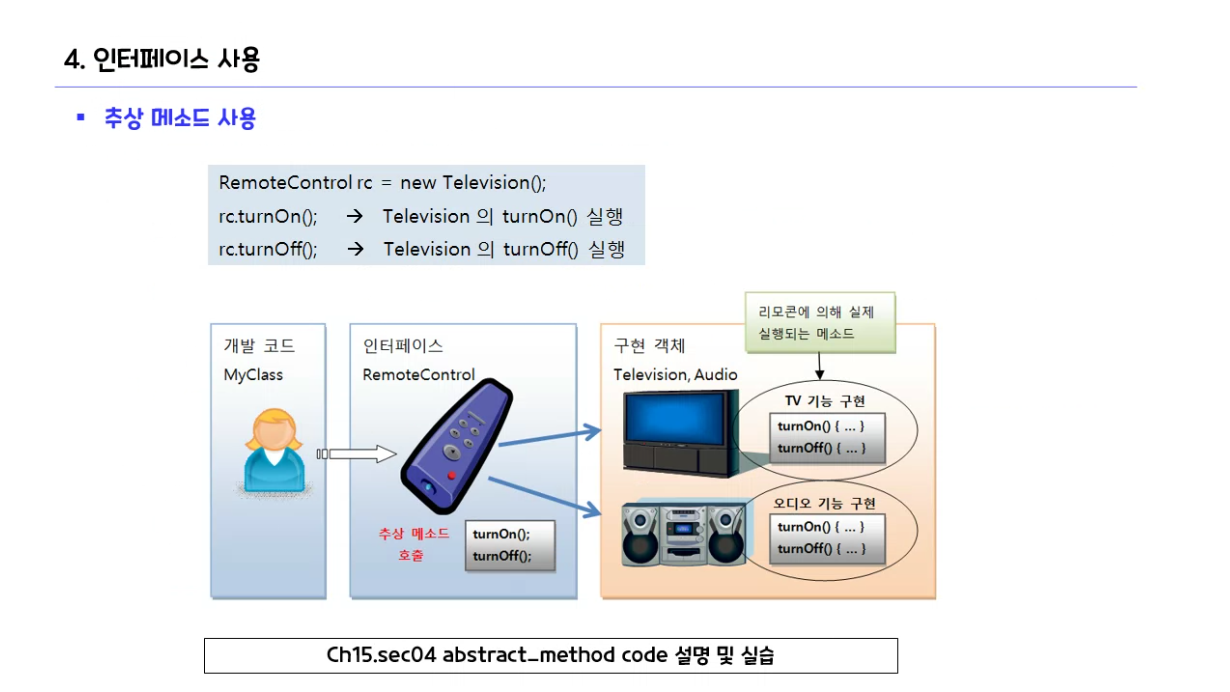 4. 인터페이스 사용
▪ 추상 메소드 사용
RemoteControl rc = new Television();
rc.turnOn(); → Television 의 turnOn() 실행
rc.turnOff(); → Television 의 turnOff() 실행
리모콘에 의해 실제
실행되는 메소드
개발 코드
MyClass
인터페이스
RemoteControl
추상 메소드
호출
turnOn();
turnOff();
구현 객체
Television, Audio
TV 기능 구현
turnOn() { ... }
turnOff() { ... }
오디오 기능 구현
turnOn() { ... }
turnOff() { ... }
Ch15.sec04 abstract_method code 설명 및 실습